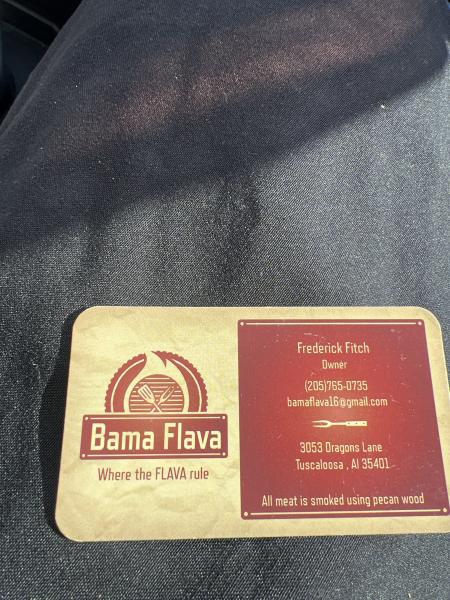 Bama Flava
Where the FLAVA rule
Frederick Fitch
Owner
(205)765-0735
bamaflava16@gmail.com
3053 Dragons Lane
Tuscaloosa , Al 35401
All meat is smoked using pecan wood